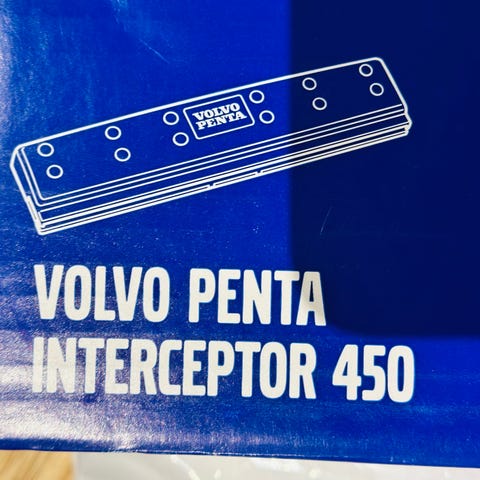 VOLVO
PENTA
VOLVO PENTA
INTERCEPTOR 450